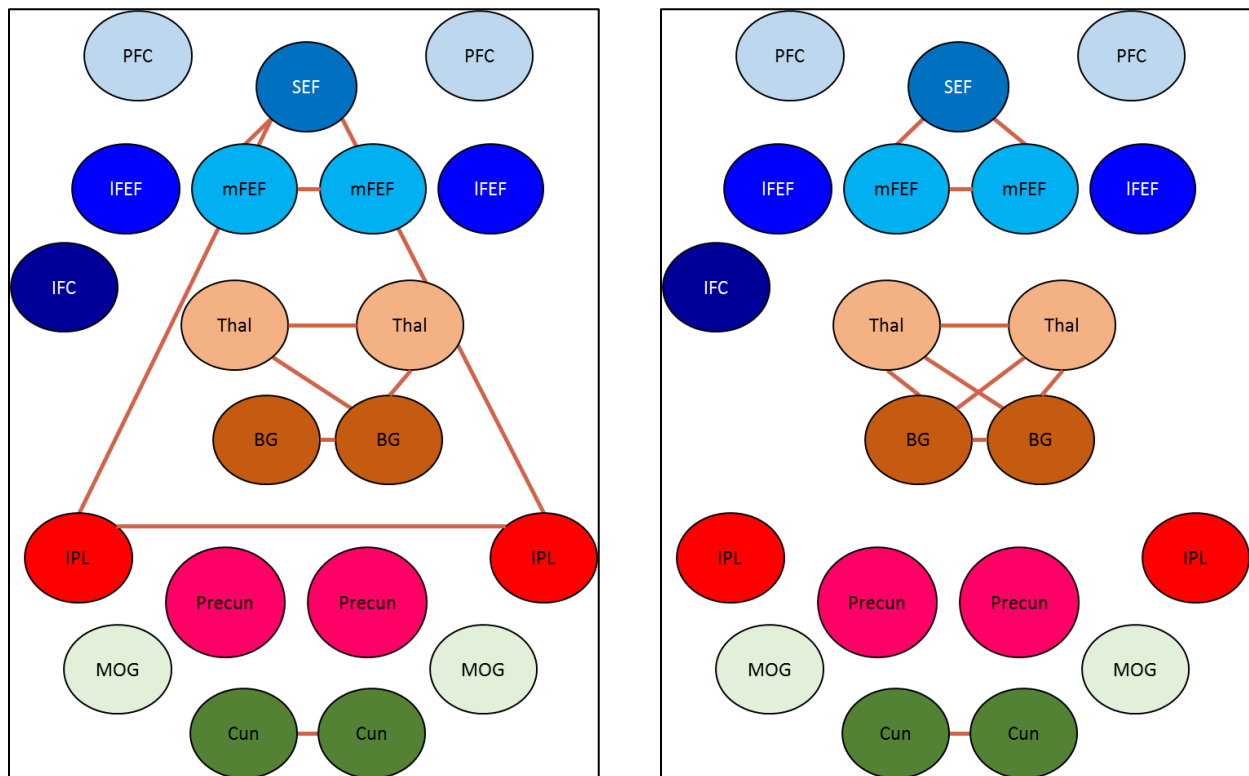 PFC
PFC
SEF
lFEF
mFEF
mFEF
lFEF
IFC
Thal
Thal
BG
BG
IPL
IPL
Precun
Precun
MOG
MOG
Cun
Cun
PFC
PFC
SEF
lFEF
mFEF
mFEF
lFEF
IFC
Thal
Thal
BG
BG
IPL
IPL
Precun
Precun
MOG
MOG
Cun
Cun